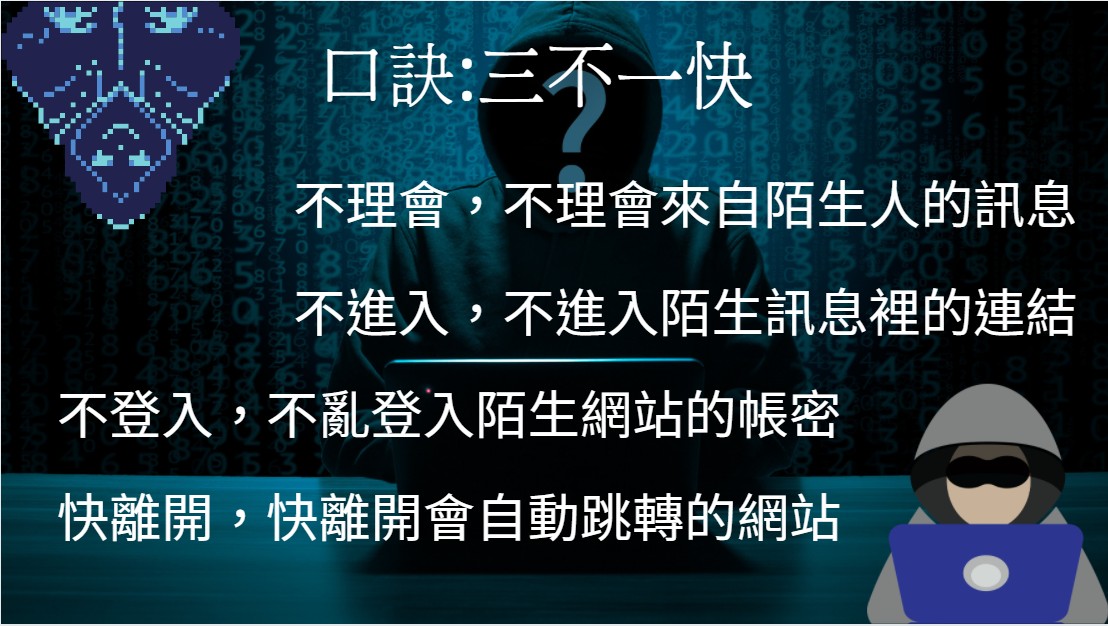 口訣:三不一快
不理會，不理會來自陌生人的訊息
不進入，不進入陌生訊息裡的連結
不登入，不亂登入陌生網站的帳密
快離開，快離開會自動跳轉的網站